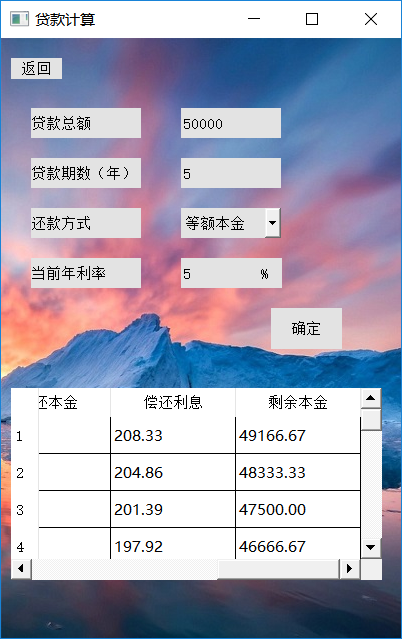 贷款计算
返回
贷款总额 50000
贷款期数（年） 5
还款方式 等额本金
当前年利率 5 %
确定
还本金 偿还利息 剩余本金
1 208.33 49166.67
2 204.86 48333.33
3 201.39 47500.00
4 197.92 46666.67